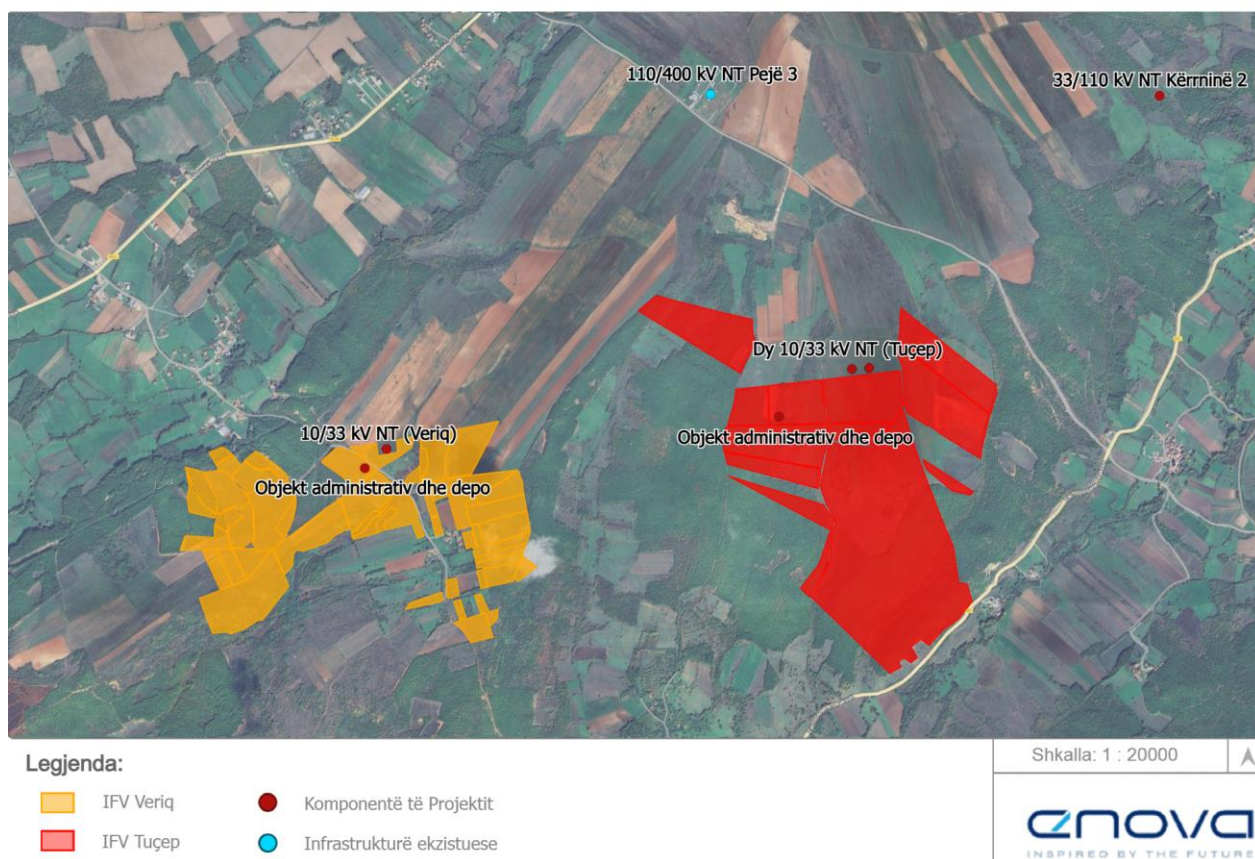 110/400 kV NT Pejë 3
33/110 kV NT Kërrninë 2
Dy 10/33 kV NT (Tuçep)
Objekt administrativ dhe depo
10/33 kV NT (Veriq)
Objekt administrativ dhe depo
Legjenda:
IFV Veriq
Komponentë të Projektit
IFV Tuçep
Infrastrukturë ekzistuese
Shkalla: 1 : 20000
enova
INSPIRED BY THE FUTURE